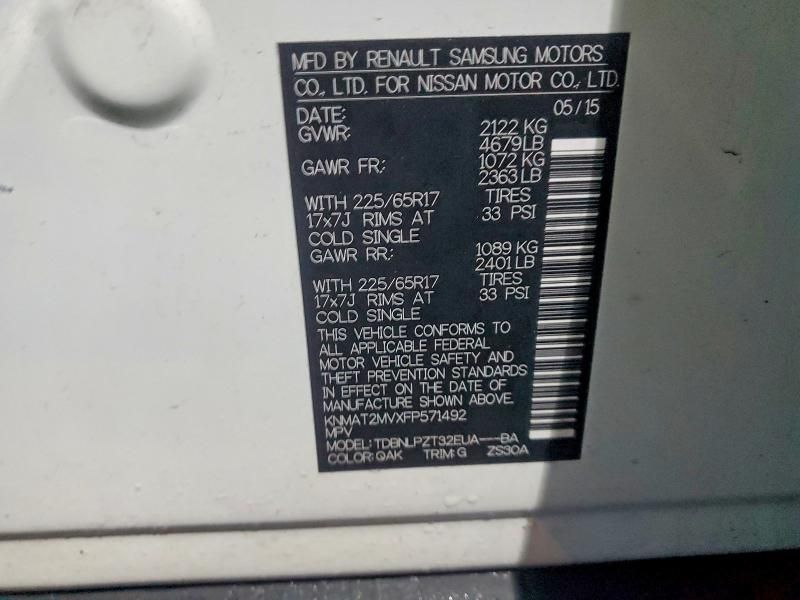 MFD BY RENAULT SAMSUNG MOTORS
CO., LTD. FOR NISSAN MOTOR CO., LTD.
DATE: 05/15
GVWR: 2122 KG
4679LB
GAWR FR: 1072 KG
2363LB
WITH 225/65R17 TIRES
17x7J RIMS AT 33 PSI
COLD SINGLE
GAWR RR: 1089 KG
2401LB
WITH 225/65R17 TIRES
17x7J RIMS AT 33 PSI
COLD SINGLE
THIS VEHICLE CONFORMS TO
ALL APPLICABLE FEDERAL
MOTOR VEHICLE SAFETY AND
THEFT PREVENTION STANDARDS
IN EFFECT ON THE DATE OF
MANUFACTURE SHOWN ABOVE.
KNMAT2MVXFP571492
MPV
MODEL: TDBNLPZT32EUA---BA
COLOR: QAK TRIM: G ZS30A